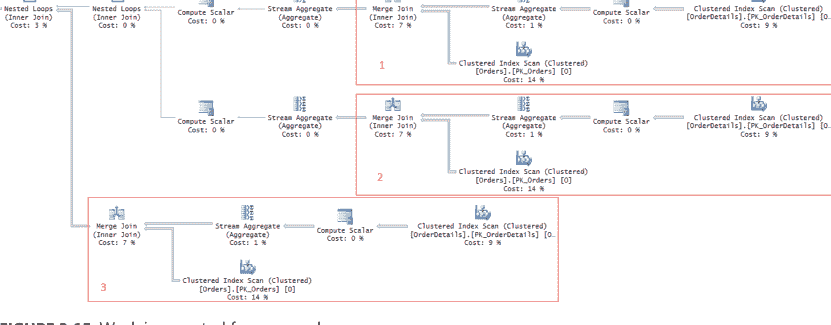 Nested Loops
(Inner Join)
Cost: 3 %
Nested Loops
(Inner Join)
Cost: 0 %
Compute Scalar
Cost: 0 %
Stream Aggregate
(Aggregate)
Cost: 0 %
Merge Join
(Inner Join)
Cost: 7 %
Stream Aggregate
(Aggregate)
Cost: 1 %
Compute Scalar
Cost: 0 %
Clustered Index Scan (Clustered)
[OrderDetails].[PK_OrderDetails] [O…
Cost: 9 %
1
Clustered Index Scan (Clustered)
[Orders].[PK_Orders] [O]
Cost: 14 %
Compute Scalar
Cost: 0 %
Stream Aggregate
(Aggregate)
Cost: 0 %
Merge Join
(Inner Join)
Cost: 7 %
Stream Aggregate
(Aggregate)
Cost: 1 %
Compute Scalar
Cost: 0 %
Clustered Index Scan (Clustered)
[OrderDetails].[PK_OrderDetails] [O…
Cost: 9 %
2
Clustered Index Scan (Clustered)
[Orders].[PK_Orders] [O]
Cost: 14 %
Merge Join
(Inner Join)
Cost: 7 %
Stream Aggregate
(Aggregate)
Cost: 1 %
Compute Scalar
Cost: 0 %
Clustered Index Scan (Clustered)
[OrderDetails].[PK_OrderDetails] [O…
Cost: 9 %
3
Clustered Index Scan (Clustered)
[Orders].[PK_Orders] [O]
Cost: 14 %